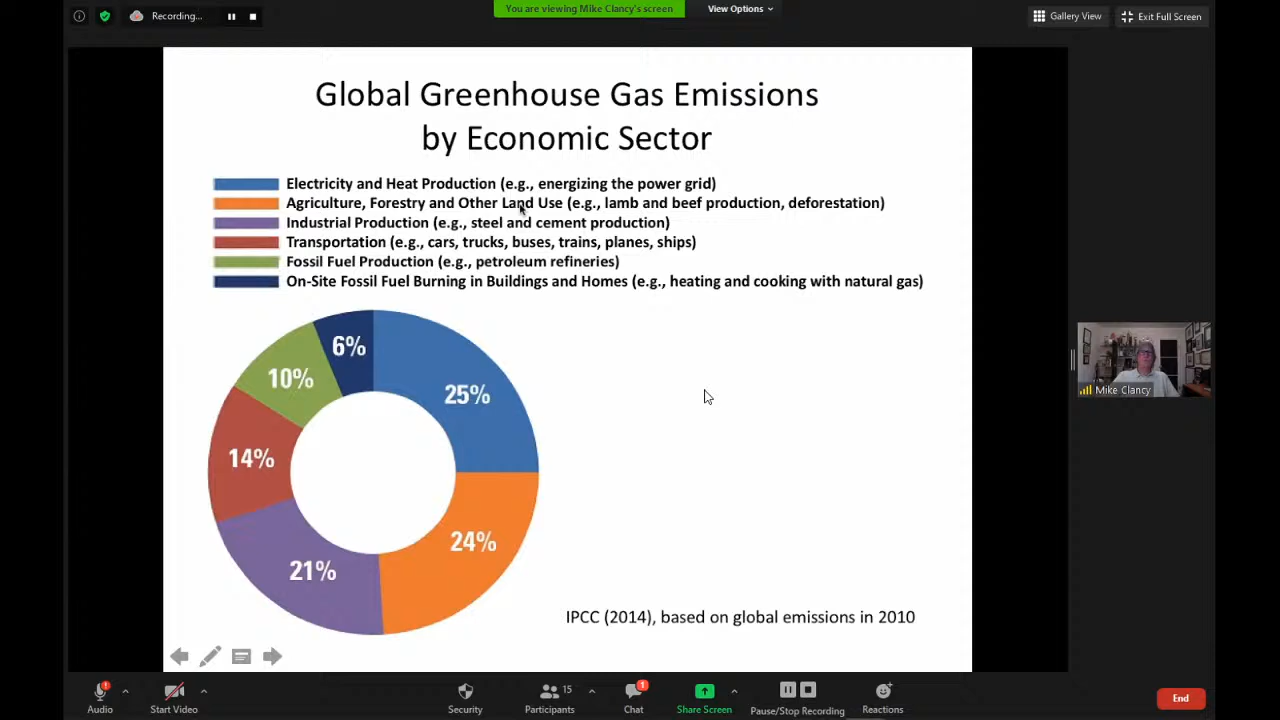 Recording...
You are viewing Mike Clancy's screen
View Options
Gallery View
Exit Full Screen
Global Greenhouse Gas Emissions
by Economic Sector
Electricity and Heat Production (e.g., energizing the power grid)
Agriculture, Forestry and Other Land Use (e.g., lamb and beef production, deforestation)
Industrial Production (e.g., steel and cement production)
Transportation (e.g., cars, trucks, buses, trains, planes, ships)
Fossil Fuel Production (e.g., petroleum refineries)
On-Site Fossil Fuel Burning in Buildings and Homes (e.g., heating and cooking with natural gas)
6%
10%
25%
14%
24%
21%
IPCC (2014), based on global emissions in 2010
Mike Clancy
Audio
Start Video
Security
Participants
15
Chat
1
Share Screen
Pause/Stop Recording
Reactions
End